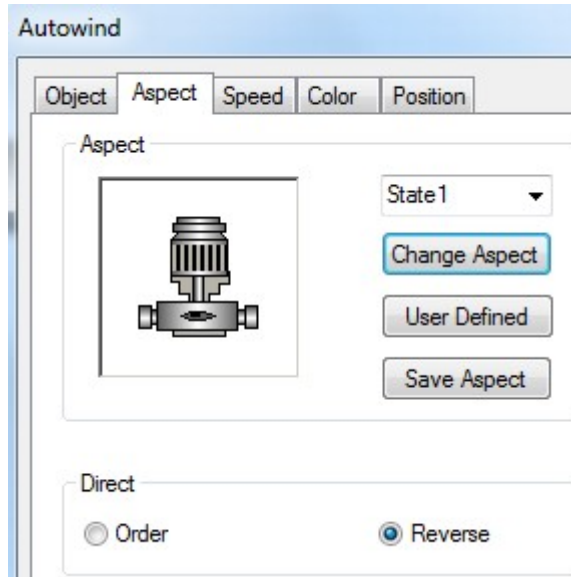 Autowind
Object Aspect Speed Color Position
Aspect
State1
Change Aspect
User Defined
Save Aspect
Direct
Order Reverse